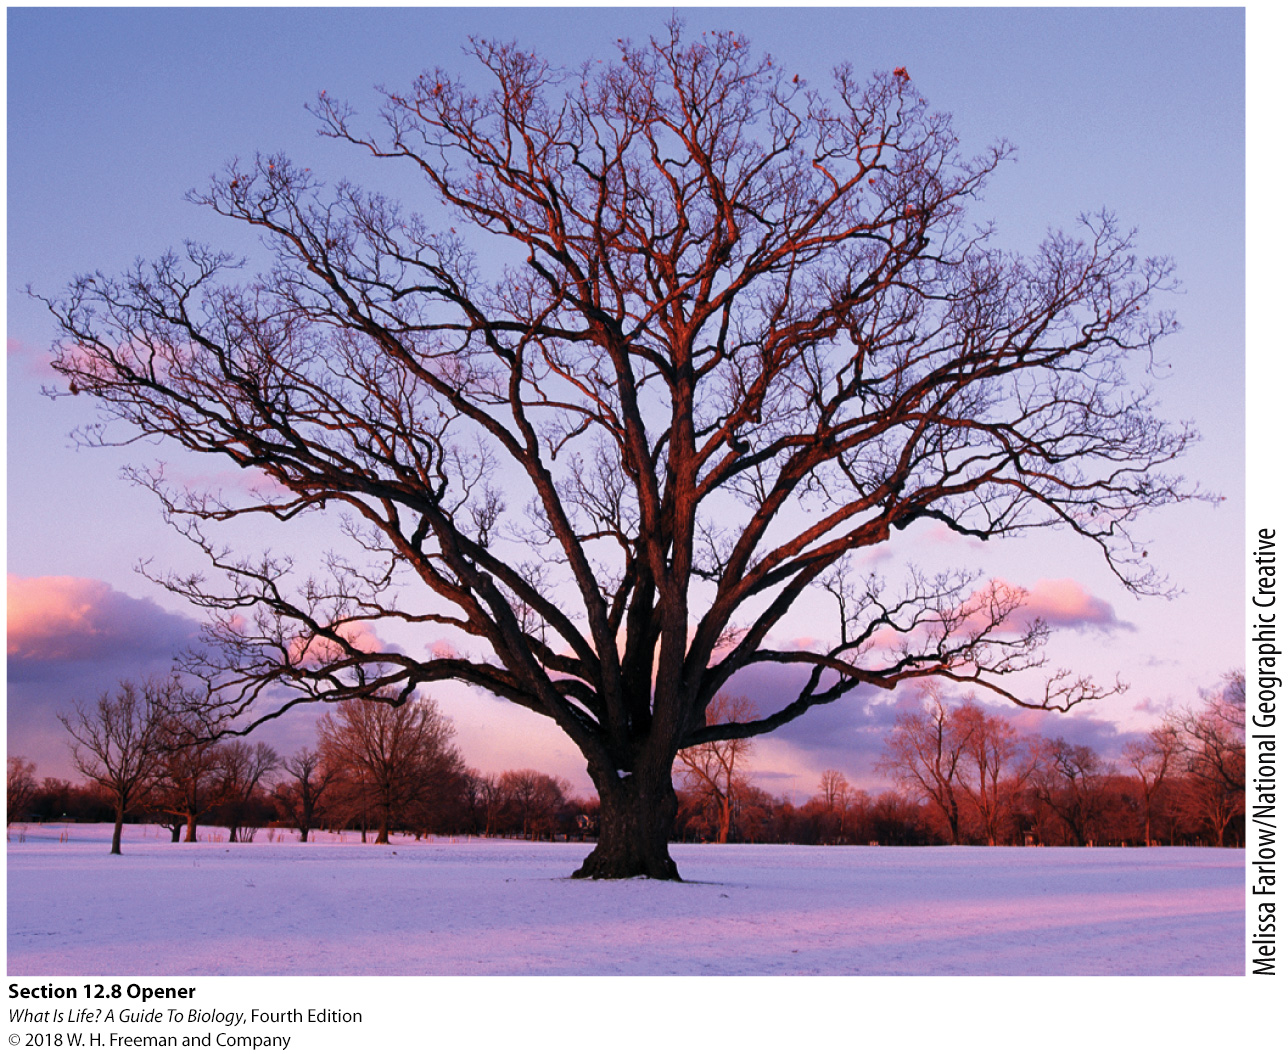 Melissa Farlow/National Geographic Creative
Section 12.8 Opener
What Is Life? A Guide To Biology, Fourth Edition
© 2018 W. H. Freeman and Company